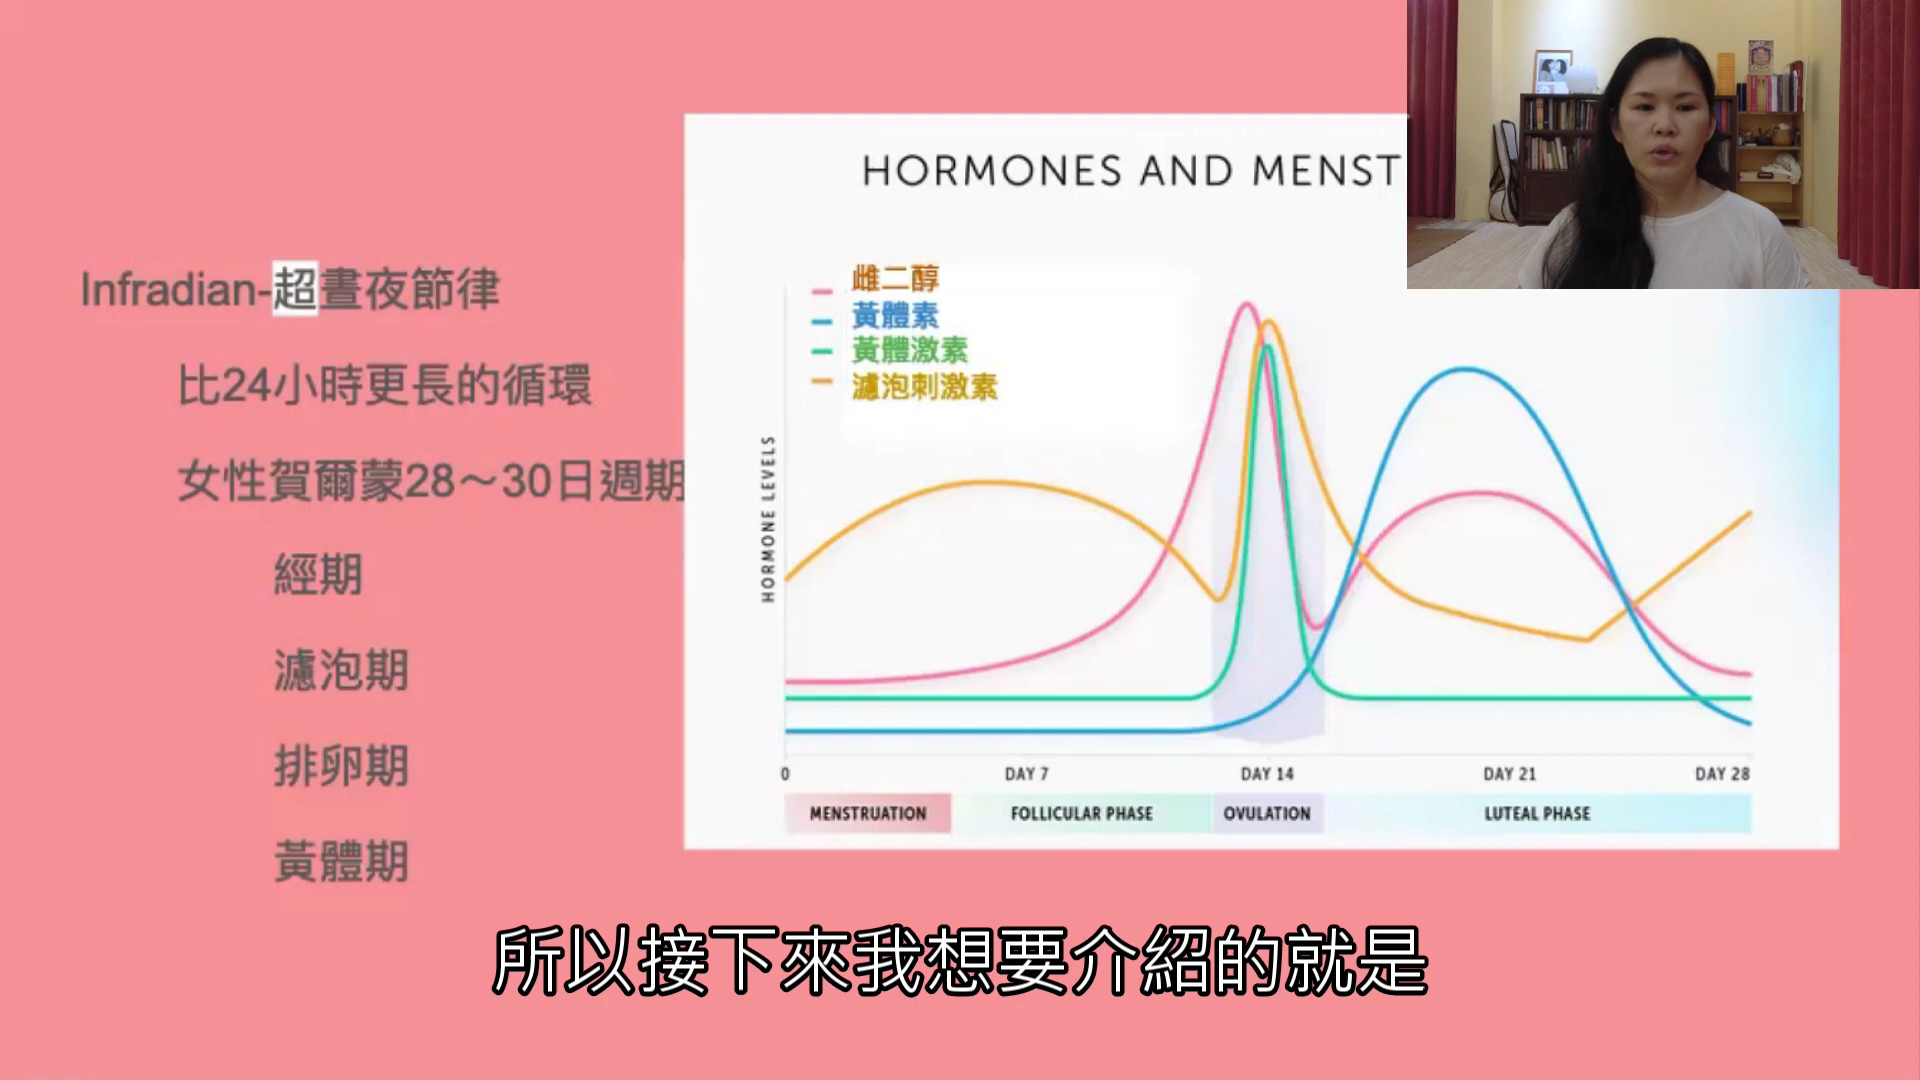 HORMONES AND MENST
Infradian-超晝夜節律
比24小時更長的循環
女性賀爾蒙28～30日週期
經期
濾泡期
排卵期
黃體期
雌二醇
黃體素
黃體激素
濾泡刺激素
HORMONE LEVELS
0 DAY 7 DAY 14 DAY 21 DAY 28
MENSTRUATION FOLLICULAR PHASE OVULATION LUTEAL PHASE
所以接下來我想要介紹的就是